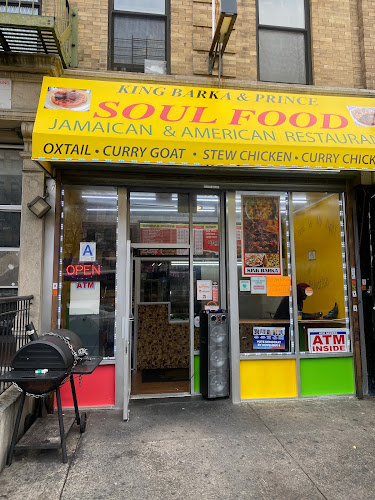 KING BARKA & PRINCE
SOUL FOOD
JAMAICAN & AMERICAN RESTAURAN
OXTAIL • CURRY GOAT • STEW CHICKEN • CURRY CHICK
A
OPEN
ATM
KING BARKA
ATM
INSIDE